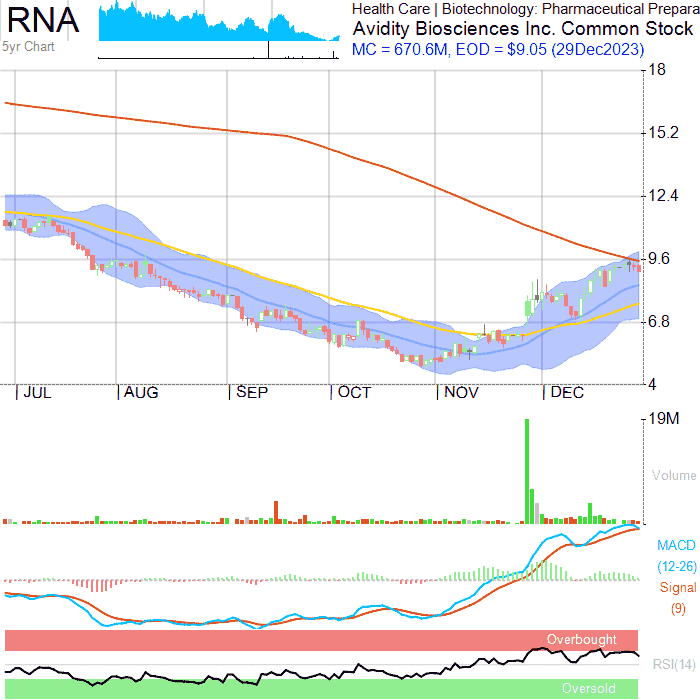 RNA
5yr Chart
Health Care | Biotechnology: Pharmaceutical Prepara
Avidity Biosciences Inc. Common Stock
MC = 670.6M, EOD = $9.05 (29Dec2023)
18
15.2
12.4
9.6
6.8
4
JUL AUG SEP OCT NOV DEC
19M
Volume
MACD
(12-26)
Signal
(9)
Overbought
RSI(14)
Oversold